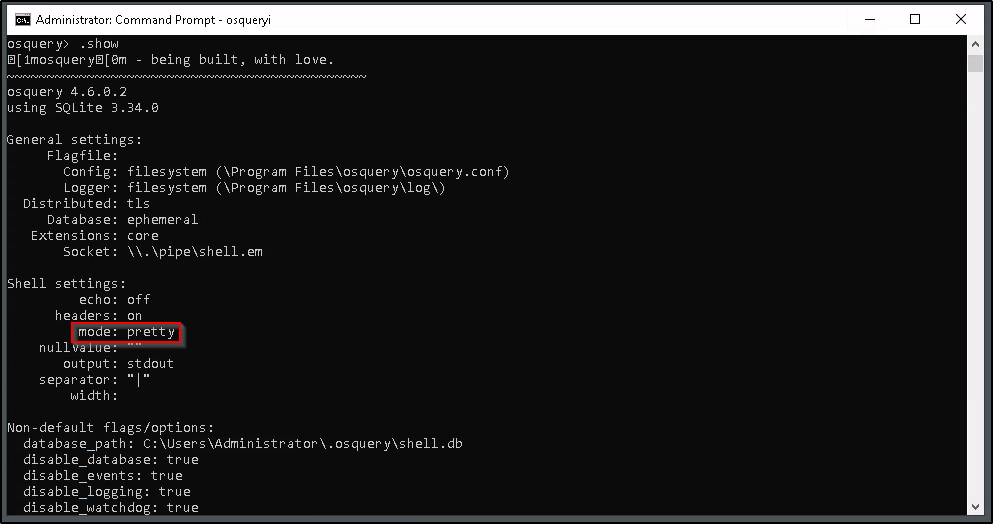 Administrator: Command Prompt - osqueryi
osquery> .show
[1mosquery[0m - being built, with love.
~~~~~~~~~~~~~~~~~~~~~~~~~~~~~~~~~~~~~~~~~~~~~
osquery 4.6.0.2
using SQLite 3.34.0
General settings:
Flagfile:
Config: filesystem (\Program Files\osquery\osquery.conf)
Logger: filesystem (\Program Files\osquery\log\)
Distributed: tls
Database: ephemeral
Extensions: core
Socket: \\.\pipe\shell.em
Shell settings:
echo: off
headers: on
mode: pretty
nullvalue: ""
output: stdout
separator: "|"
width:
Non-default flags/options:
database_path: C:\Users\Administrator\.osquery\shell.db
disable_database: true
disable_events: true
disable_logging: true
disable_watchdog: true